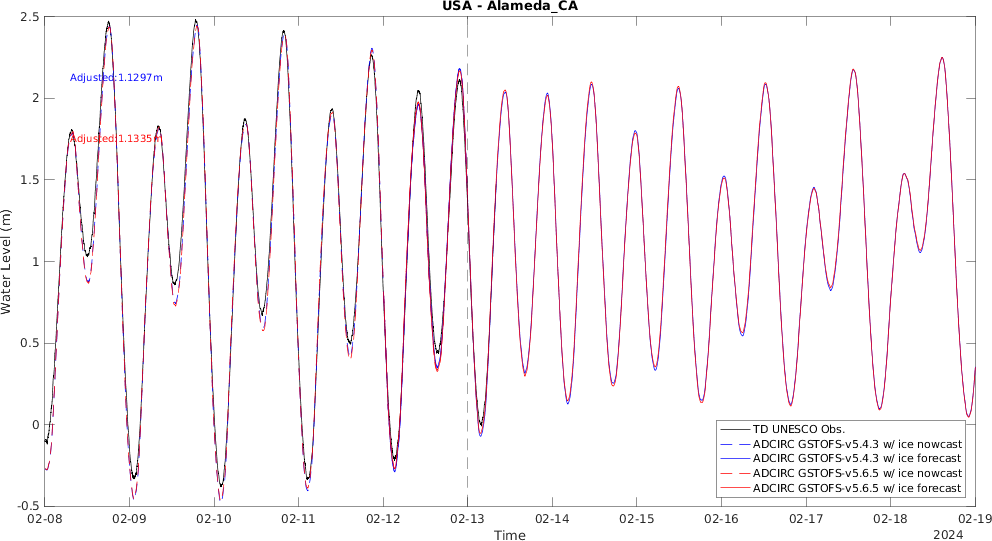 USA - Alameda_CA
2.5
2
1.5
1
0.5
0
-0.5
Water Level (m)
Adjusted:1.1297m
Adjusted:1.1335m
TD UNESCO Obs.
ADCIRC GSTOFS-v5.4.3 w/ ice nowcast
ADCIRC GSTOFS-v5.4.3 w/ ice forecast
ADCIRC GSTOFS-v5.6.5 w/ ice nowcast
ADCIRC GSTOFS-v5.6.5 w/ ice forecast
02-08 02-09 02-10 02-11 02-12 02-13 02-14 02-15 02-16 02-17 02-18 02-19
Time
2024